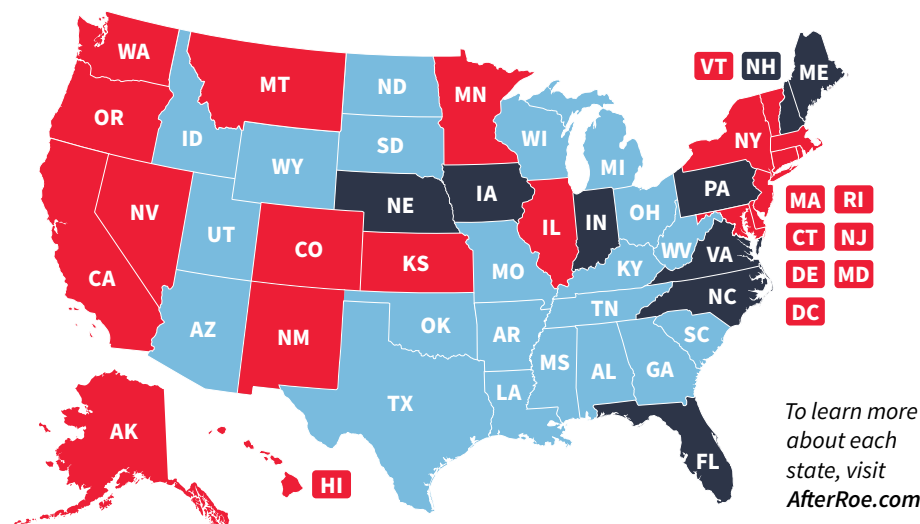 WA
MT
ND
MN
VT
NH
ME
OR
ID
SD
WI
MI
NY
WY
NE
IA
PA
NV
UT
CO
IL
IN
OH
MA
RI
CA
KS
MO
KY
WV
VA
CT
NJ
DE
MD
AZ
NM
OK
AR
TN
NC
DC
SC
TX
LA
MS
AL
GA
AK
HI
FL
To learn more
about each
state, visit
AfterRoe.com